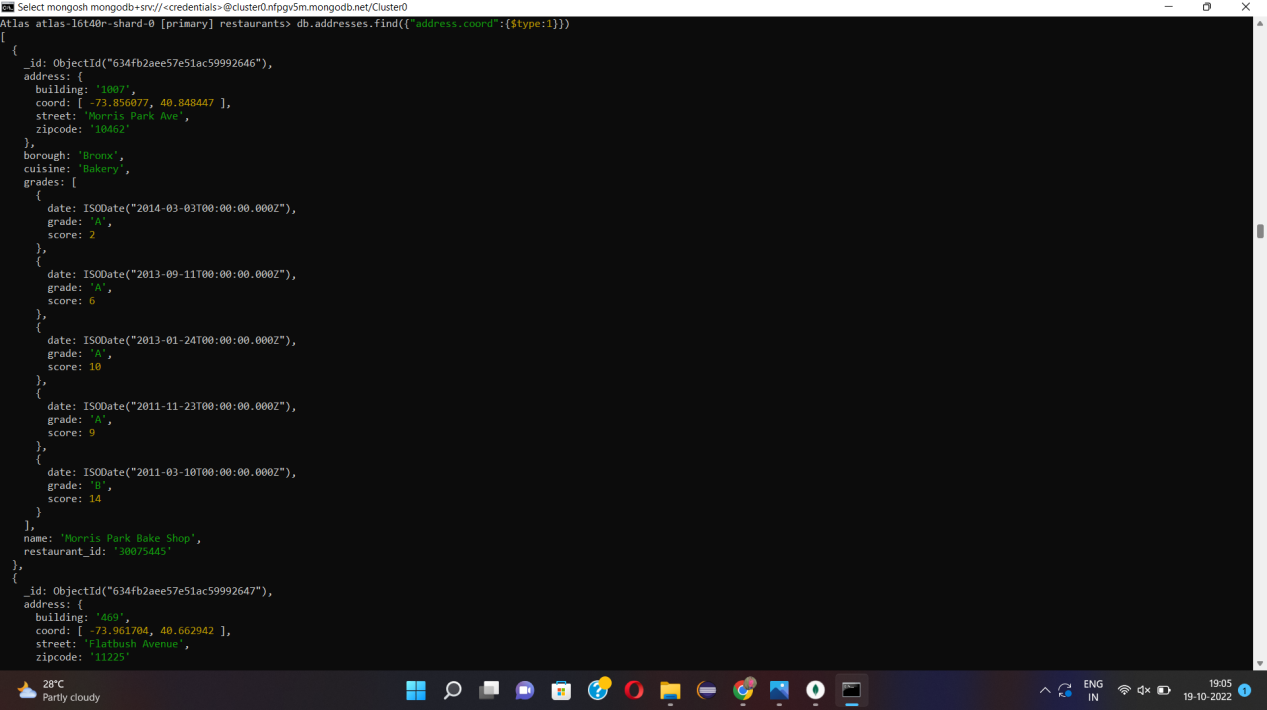 Select mongosh mongodb+srv://<credentials>@cluster0.nfpgv5m.mongodb.net/Cluster0
Atlas atlas-l6t40r-shard-0 [primary] restaurants> db.addresses.find({"address.coord":{$type:1}})
[
  {
    _id: ObjectId("634fb2aee57e51ac59992646"),
    address: {
      building: '1007',
      coord: [ -73.856077, 40.848447 ],
      street: 'Morris Park Ave',
      zipcode: '10462'
    },
    borough: 'Bronx',
    cuisine: 'Bakery',
    grades: [
      {
        date: ISODate("2014-03-03T00:00:00.000Z"),
        grade: 'A',
        score: 2
      },
      {
        date: ISODate("2013-09-11T00:00:00.000Z"),
        grade: 'A',
        score: 6
      },
      {
        date: ISODate("2013-01-24T00:00:00.000Z"),
        grade: 'A',
        score: 10
      },
      {
        date: ISODate("2011-11-23T00:00:00.000Z"),
        grade: 'A',
        score: 9
      },
      {
        date: ISODate("2011-03-10T00:00:00.000Z"),
        grade: 'B',
        score: 14
      }
    ],
    name: 'Morris Park Bake Shop',
    restaurant_id: '30075445'
  },
  {
    _id: ObjectId("634fb2aee57e51ac59992647"),
    address: {
      building: '469',
      coord: [ -73.961704, 40.662942 ],
      street: 'Flatbush Avenue',
      zipcode: '11225'
28°C
Partly cloudy
ENG
IN
19:05
19-10-2022
1